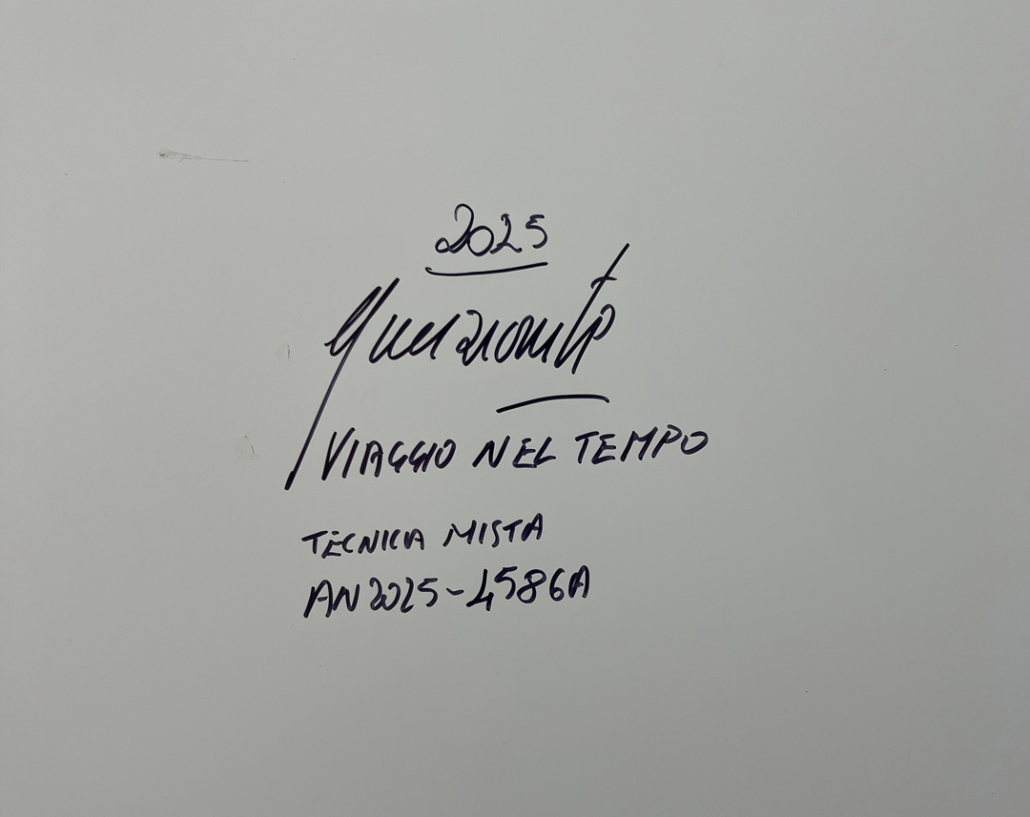 2025
VIAGGIO NEL TEMPO
TECNICA MISTA
AN2025-4586A